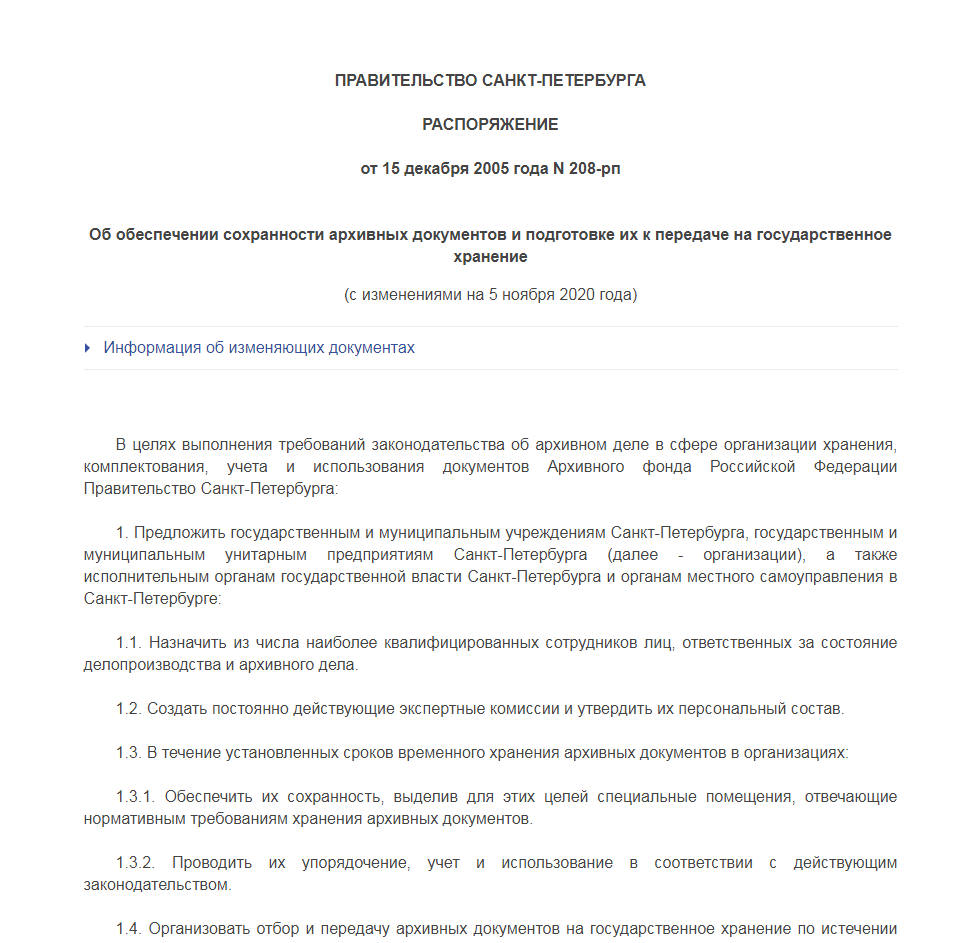 ПРАВИТЕЛЬСТВО САНКТ-ПЕТЕРБУРГА
РАСПОРЯЖЕНИЕ
от 15 декабря 2005 года N 208-рп
Об обеспечении сохранности архивных документов и подготовке их к передаче на государственное
хранение
(с изменениями на 5 ноября 2020 года)
Информация об изменяющих документах
В целях выполнения требований законодательства об архивном деле в сфере организации хранения,
комплектования, учета и использования документов Архивного фонда Российской Федерации
Правительство Санкт-Петербурга:
1. Предложить государственным и муниципальным учреждениям Санкт-Петербурга, государственным и
муниципальным унитарным предприятиям Санкт-Петербурга (далее - организации), а также
исполнительным органам государственной власти Санкт-Петербурга и органам местного самоуправления в
Санкт-Петербурге:
1.1. Назначить из числа наиболее квалифицированных сотрудников лиц, ответственных за состояние
делопроизводства и архивного дела.
1.2. Создать постоянно действующие экспертные комиссии и утвердить их персональный состав.
1.3. В течение установленных сроков временного хранения архивных документов в организациях:
1.3.1. Обеспечить их сохранность, выделив для этих целей специальные помещения, отвечающие
нормативным требованиям хранения архивных документов.
1.3.2. Проводить их упорядочение, учет и использование в соответствии с действующим
законодательством.
1.4. Организовать отбор и передачу архивных документов на государственное хранение по истечении